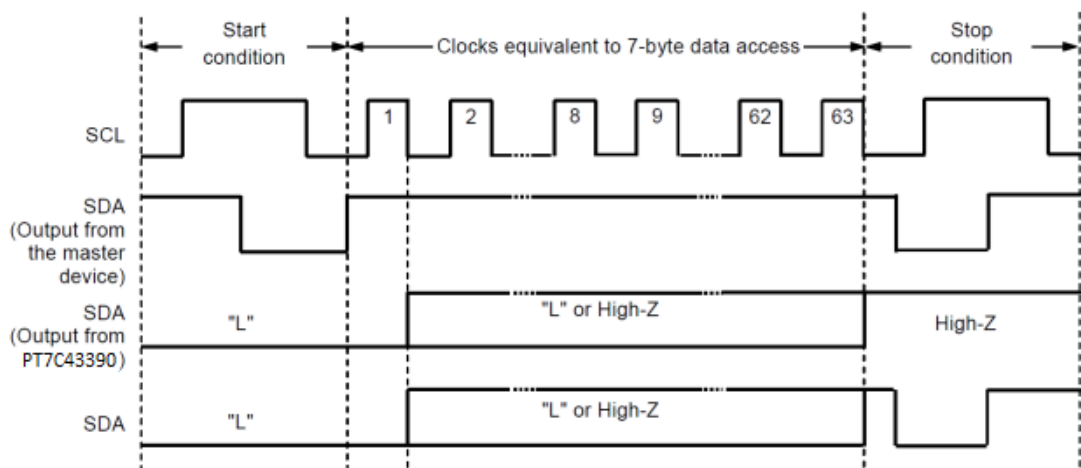 Start
condition
Clocks equivalent to 7-byte data access
Stop
condition
SCL
1
2
8
9
62
63
SDA
(Output from
the master
device)
SDA
(Output from
PT7C43390)
"L"
"L" or High-Z
High-Z
SDA
"L"
"L" or High-Z